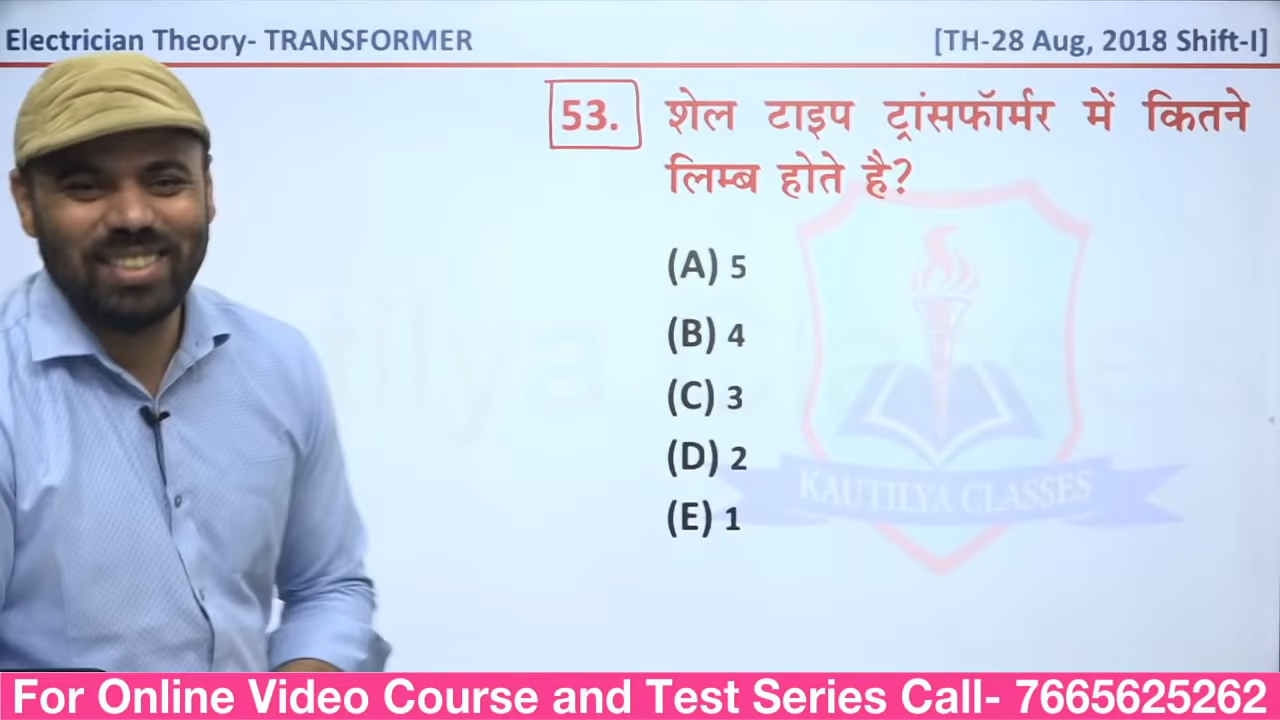 Electrician Theory- TRANSFORMER
[TH-28 Aug, 2018 Shift-I]
53. शेल टाइप ट्रांसफॉर्मर में कितने
लिम्ब होते है?
(A) 5
(B) 4
(C) 3
(D) 2
(E) 1
KAUTILYA CLASSES
For Online Video Course and Test Series Call- 7665625262